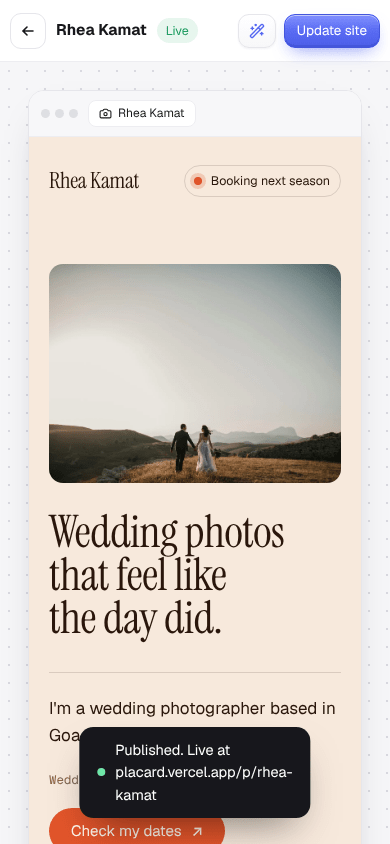 Rhea Kamat
Live
Update site
Rhea Kamat
Rhea Kamat
Booking next season
Wedding photos
that feel like
the day did.
I'm a wedding photographer based in
Goa
Wedd
Published. Live at
placard.vercel.app/p/rhea-
kamat
Check my dates